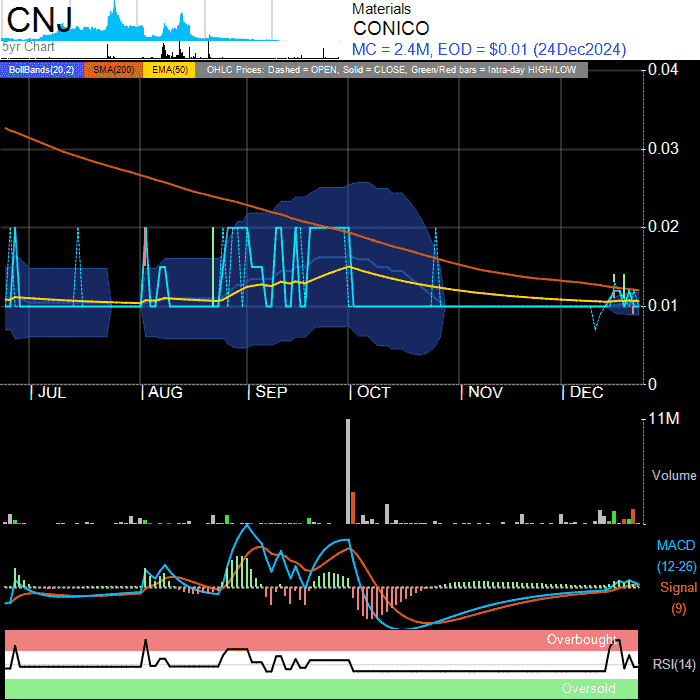 CNJ
5yr Chart
Materials
CONICO
MC = 2.4M, EOD = $0.01 (24Dec2024)
BollBands(20,2) SMA(200) EMA(50) OHLC Prices: Dashed = OPEN, Solid = CLOSE, Green/Red bars = Intra-day HIGH/LOW
0.04
0.03
0.02
0.01
0
JUL AUG SEP OCT NOV DEC
11M
Volume
MACD
(12-26)
Signal
(9)
Overbought
RSI(14)
Oversold